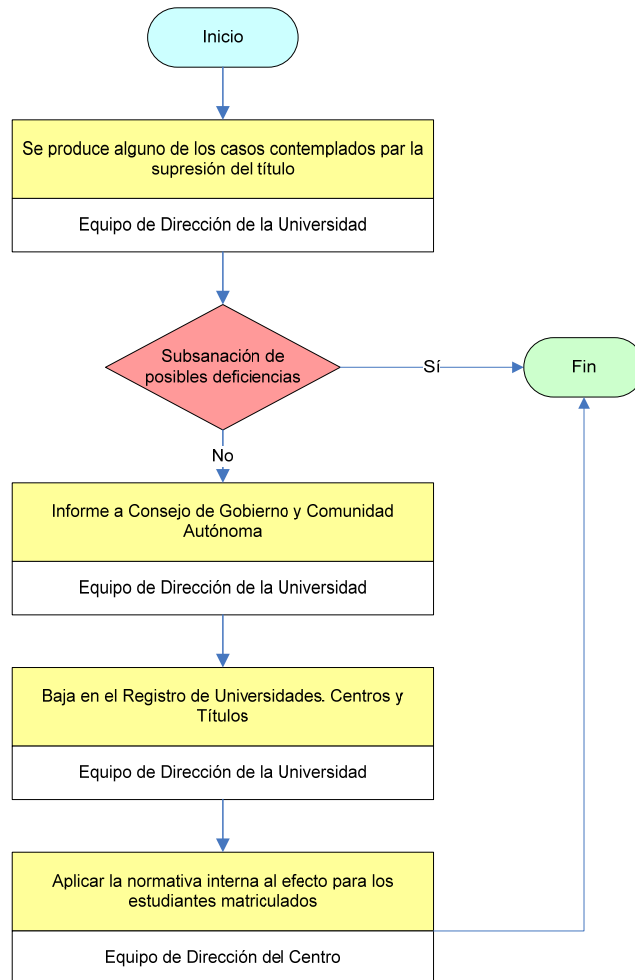 Inicio
Se produce alguno de los casos contemplados par la
supresión del título
Equipo de Dirección de la Universidad
Subsanación de
posibles deficiencias
Sí
Fin
No
Informe a Consejo de Gobierno y Comunidad
Autónoma
Equipo de Dirección de la Universidad
Baja en el Registro de Universidades. Centros y
Títulos
Equipo de Dirección de la Universidad
Aplicar la normativa interna al efecto para los
estudiantes matriculados
Equipo de Dirección del Centro